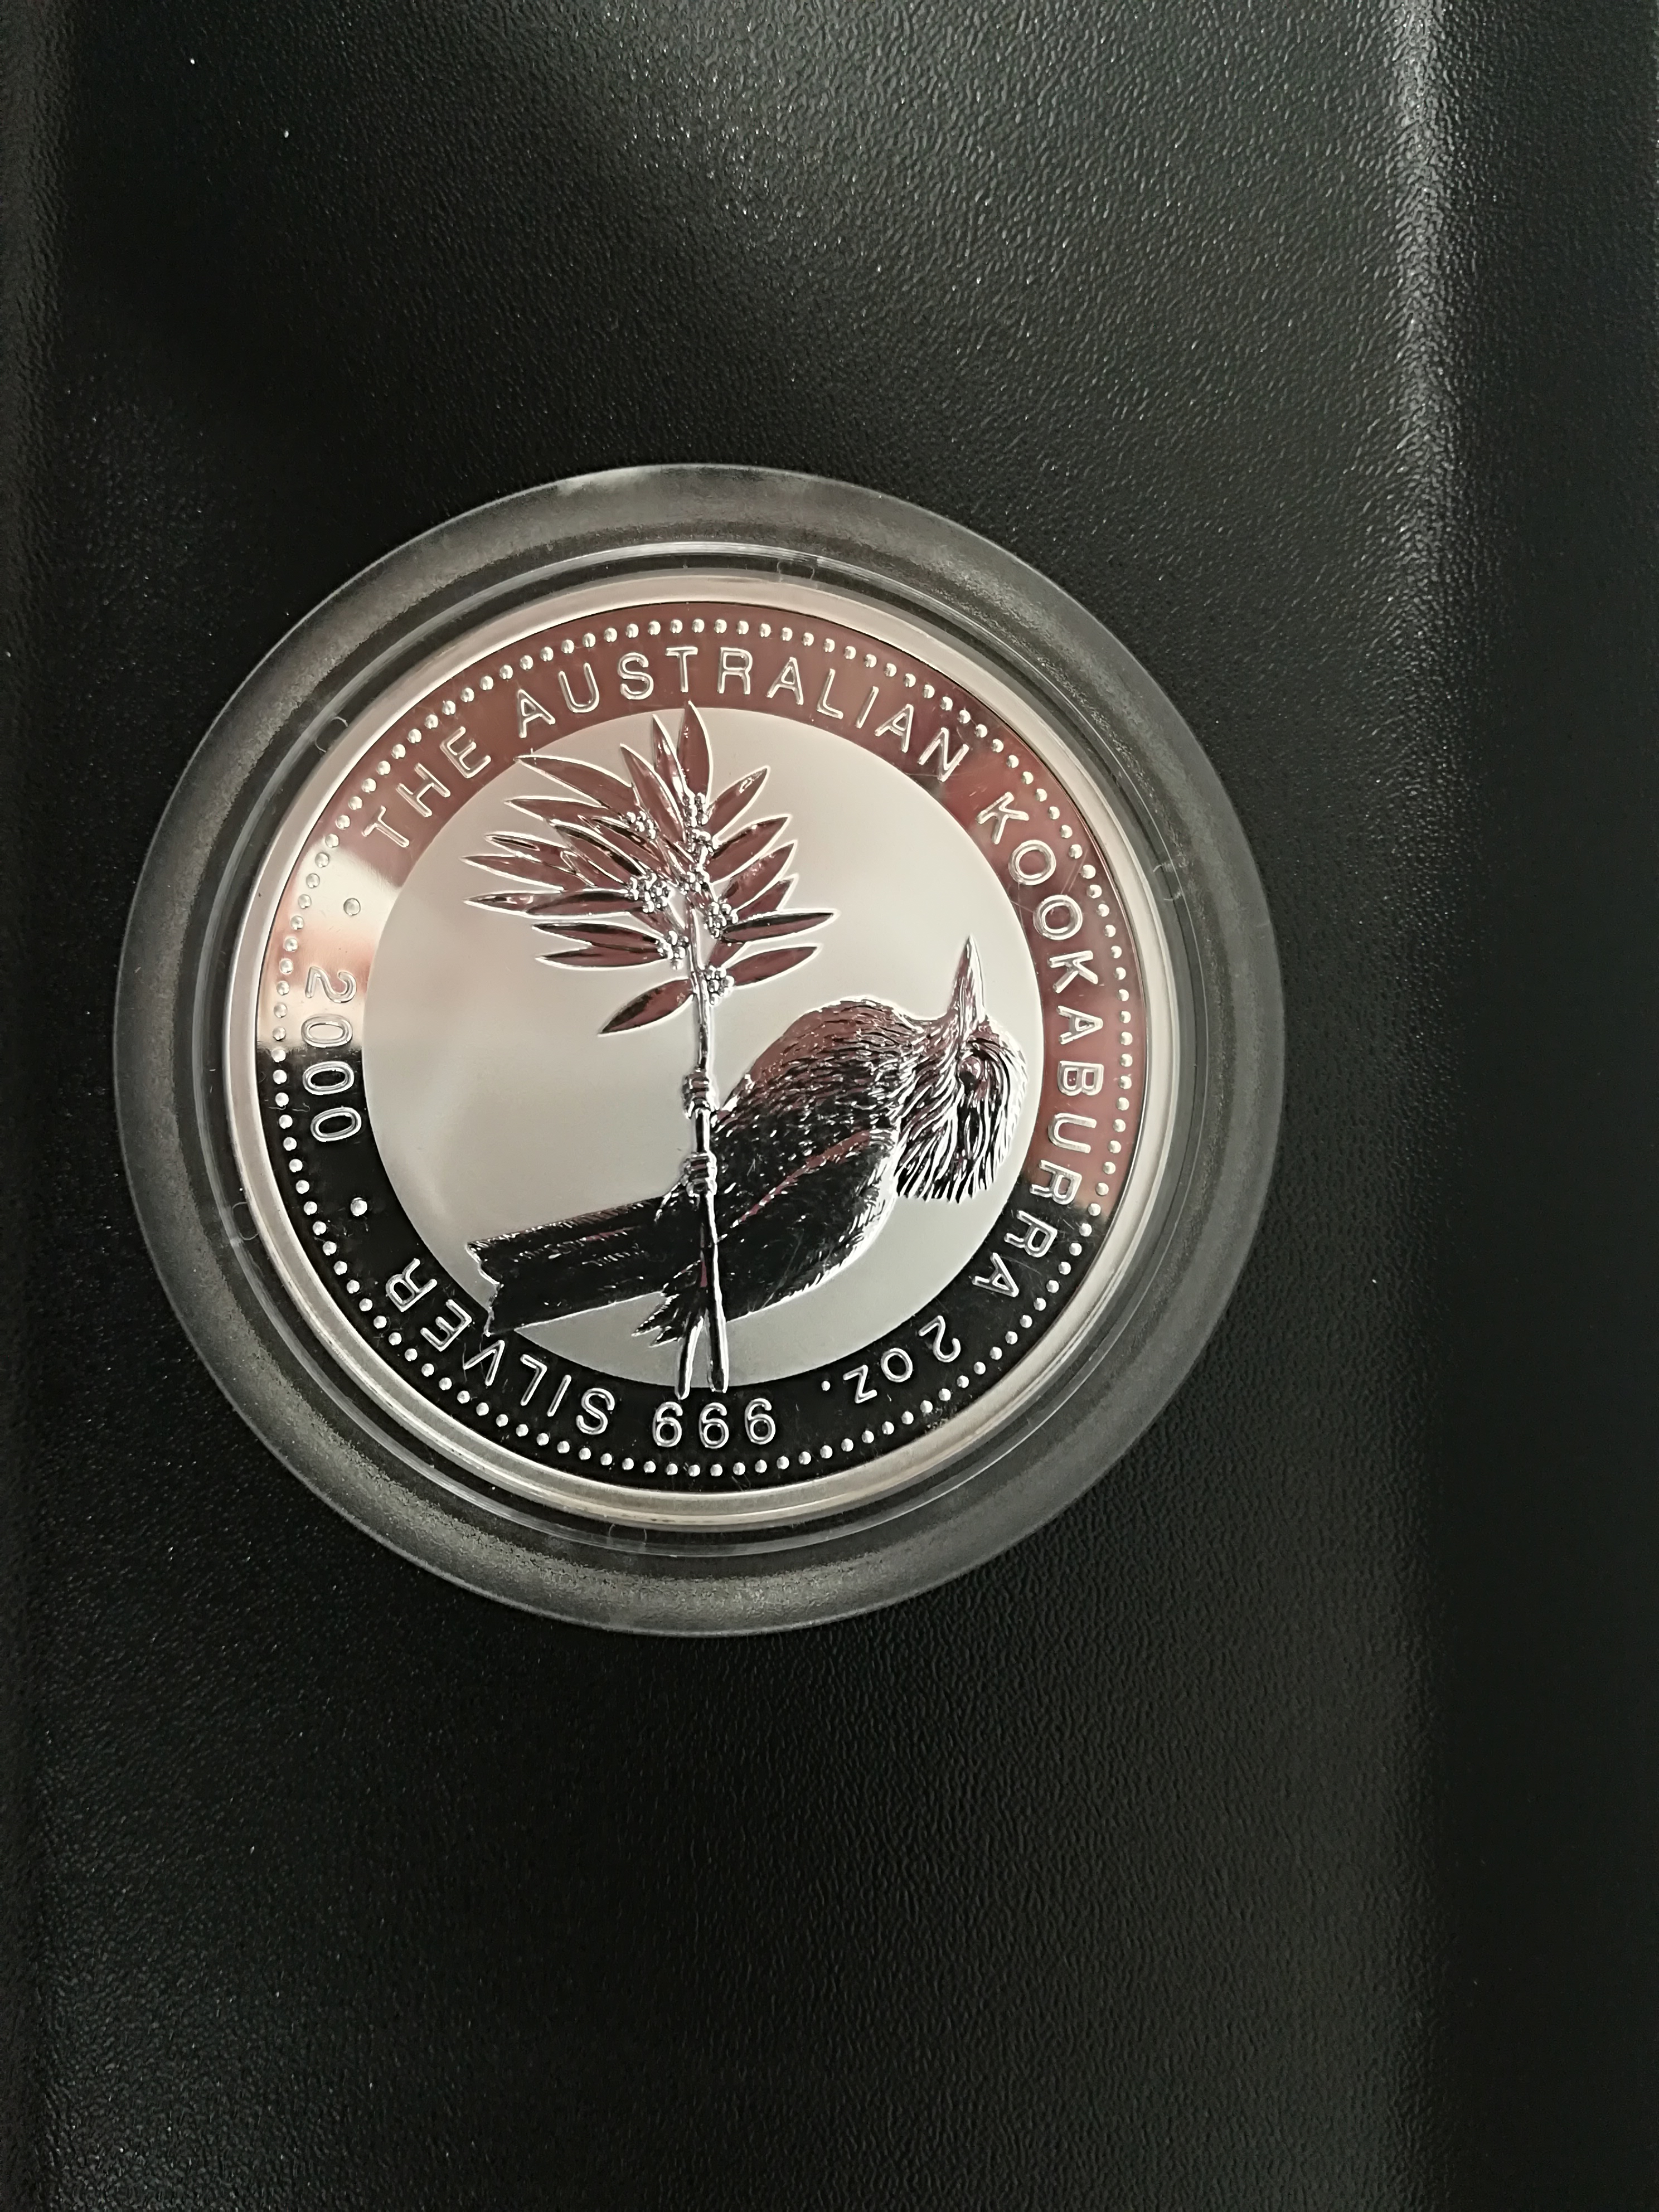 THE AUSTRALIAN KOOKABURRA 2oz. 999 SILVER • 2000 •